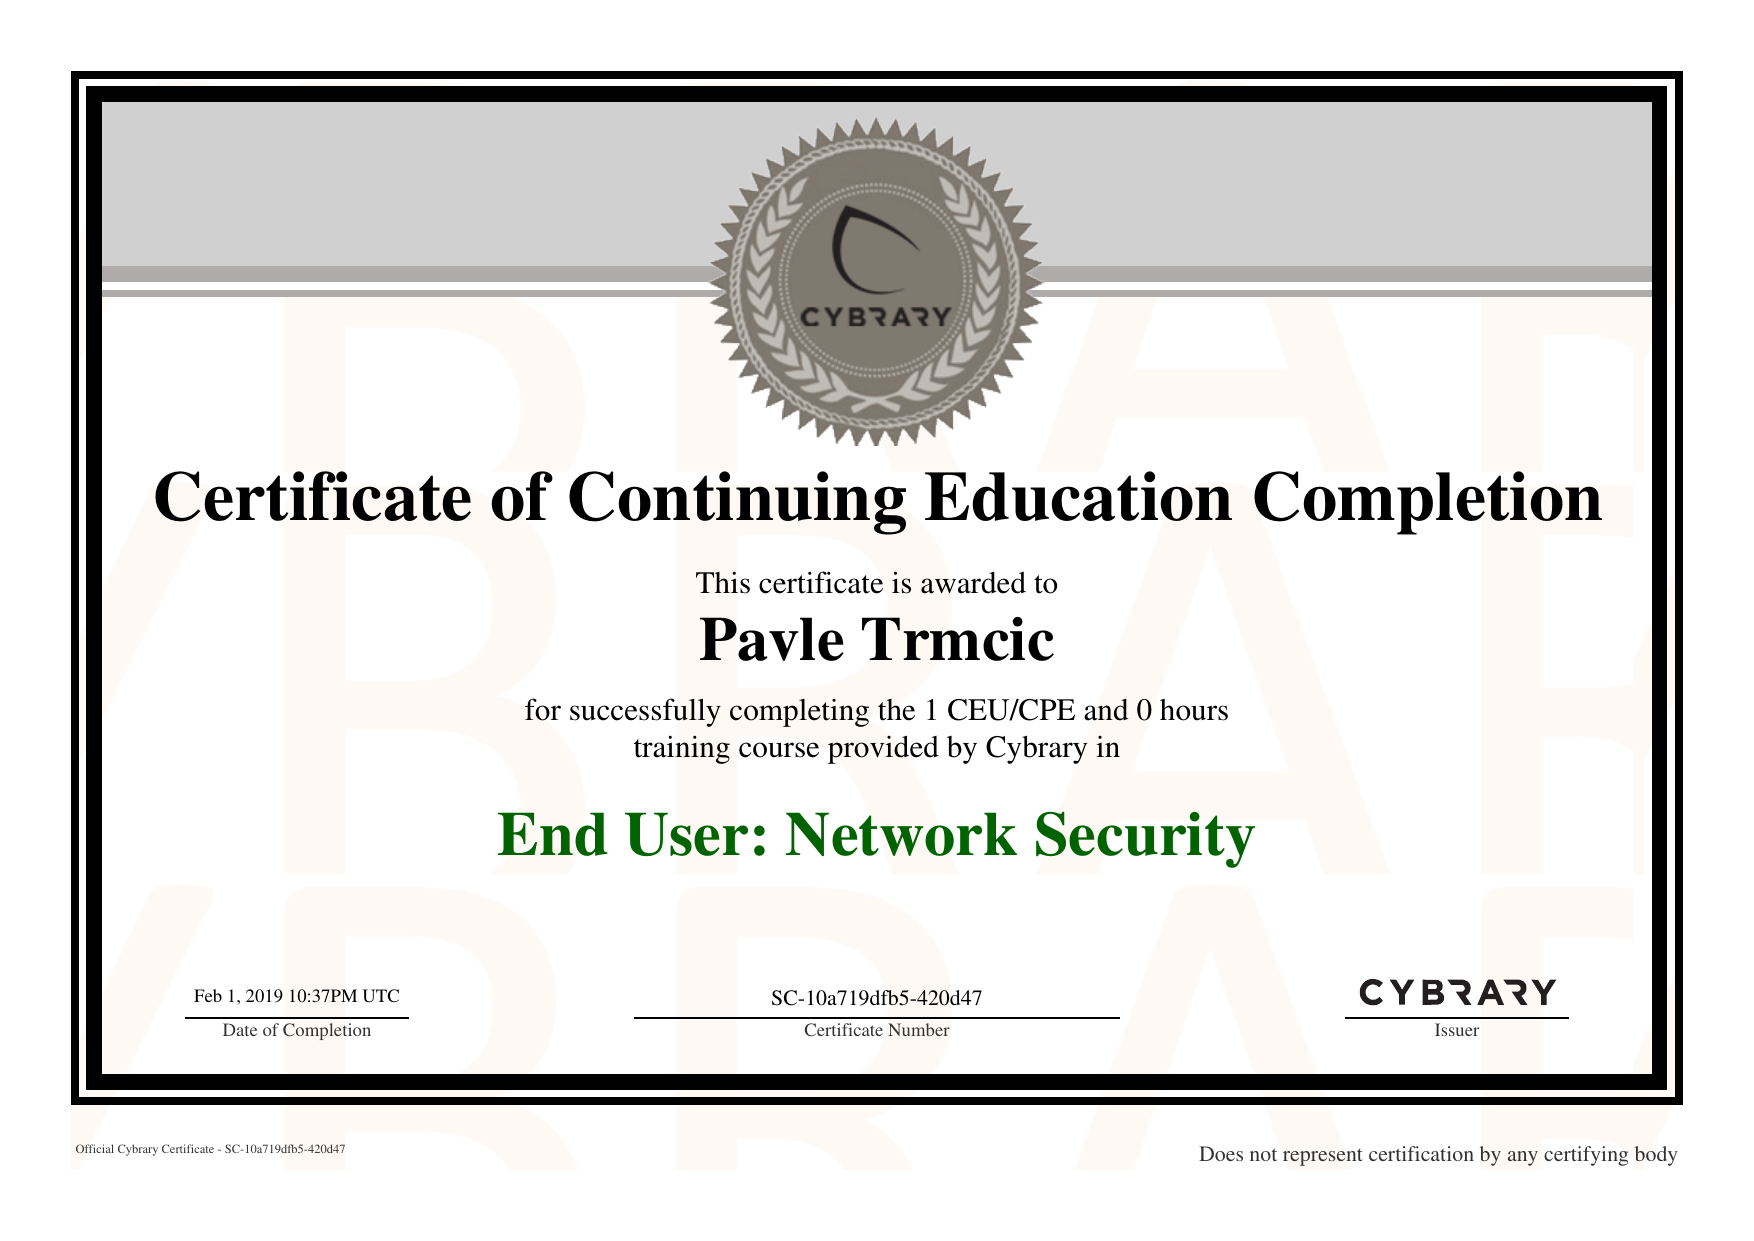 CYBRARY
Certificate of Continuing Education Completion
This certificate is awarded to
Pavle Trmcic
for successfully completing the 1 CEU/CPE and 0 hours
training course provided by Cybrary in
End User: Network Security
Feb 1, 2019 10:37PM UTC
Date of Completion
SC-10a719dfb5-420d47
Certificate Number
CYBRARY
Issuer
Official Cybrary Certificate - SC-10a719dfb5-420d47
Does not represent certification by any certifying body